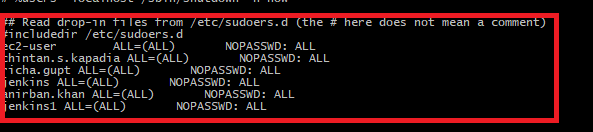 ## Read drop-in files from /etc/sudoers.d (the # here does not mean a comment)
#includedir /etc/sudoers.d
ec2-user ALL=(ALL) NOPASSWD: ALL
chintan.s.kapadia ALL=(ALL) NOPASSWD: ALL
richa.gupt ALL=(ALL) NOPASSWD: ALL
jenkins ALL=(ALL) NOPASSWD: ALL
anirban.khan ALL=(ALL) NOPASSWD: ALL
jenkins1 ALL=(ALL) NOPASSWD: ALL